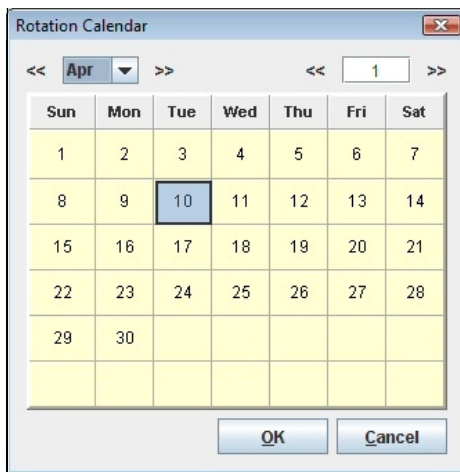 Rotation Calendar
<< Apr >> << 1 >>
Sun Mon Tue Wed Thu Fri Sat
1 2 3 4 5 6 7
8 9 10 11 12 13 14
15 16 17 18 19 20 21
22 23 24 25 26 27 28
29 30
OK Cancel